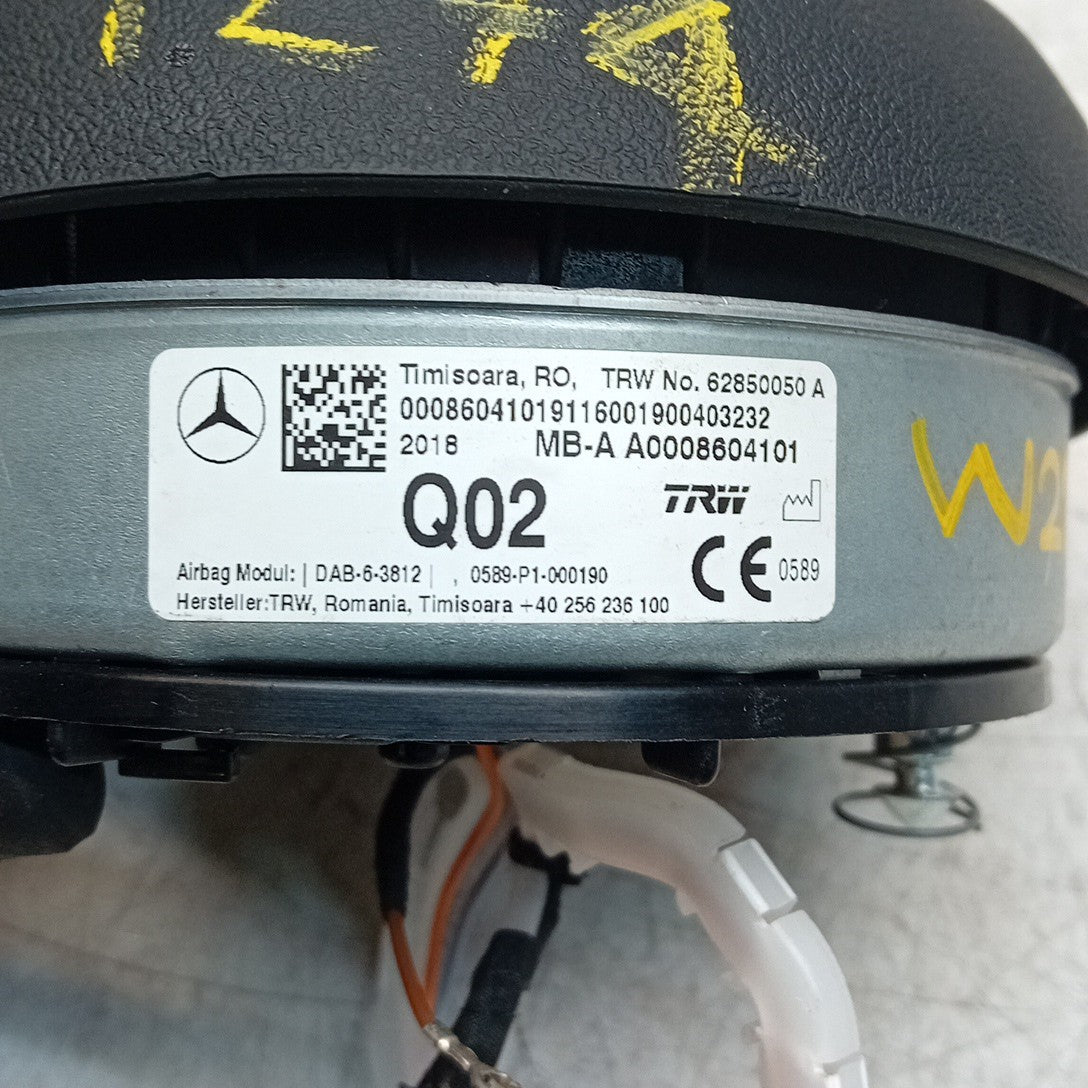 Timisoara, RO, TRW No. 62850050 A
00086041019116001900403232
2018 MB-A A0008604101
Q02 TRW
Airbag Modul: | DAB-6-3812 | , 0589-P1-000190
CE 0589
Hersteller:TRW, Romania, Timisoara +40 256 236 100